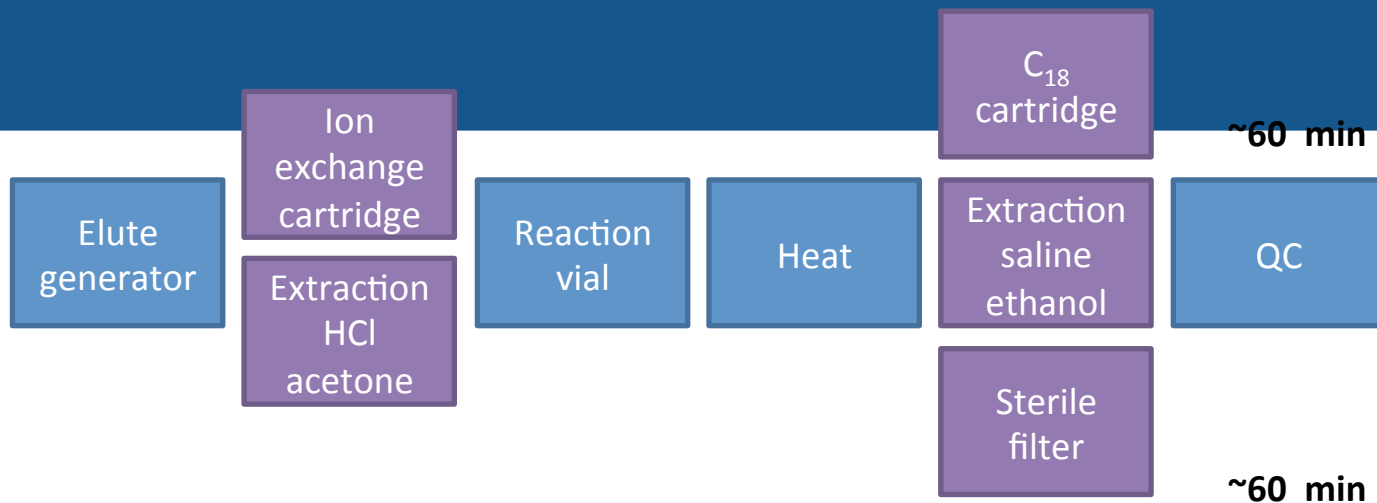 Elute
generator
Ion
exchange
cartridge
Extraction
HCl
acetone
Reaction
vial
Heat
C₁₈
cartridge
Extraction
saline
ethanol
Sterile
filter
~60 min
QC
~60 min